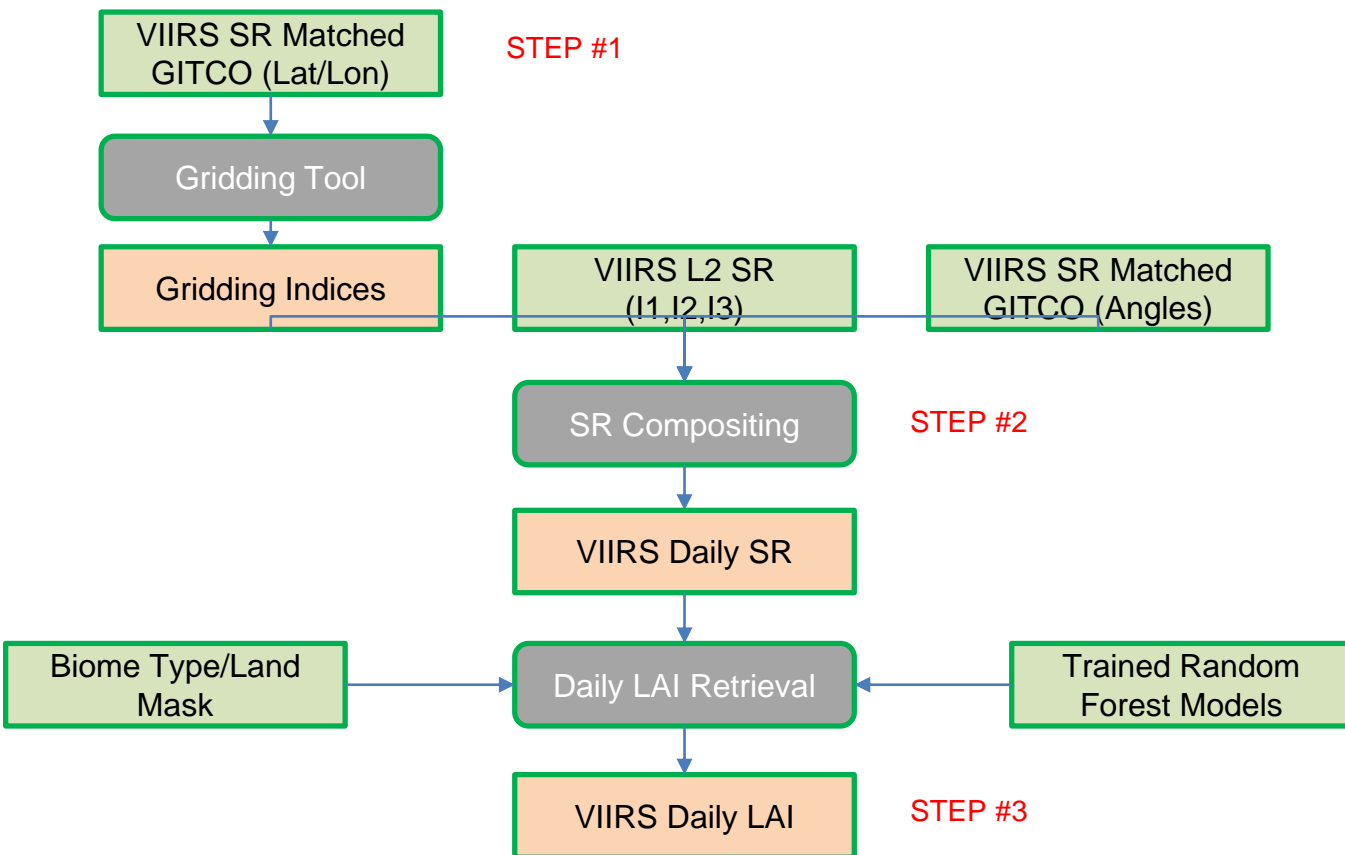 VIIRS SR Matched
GITCO (Lat/Lon)
STEP #1
Gridding Tool
Gridding Indices
VIIRS L2 SR
(I1,I2,I3)
VIIRS SR Matched
GITCO (Angles)
SR Compositing
STEP #2
VIIRS Daily SR
Biome Type/Land
Mask
Daily LAI Retrieval
Trained Random
Forest Models
VIIRS Daily LAI
STEP #3